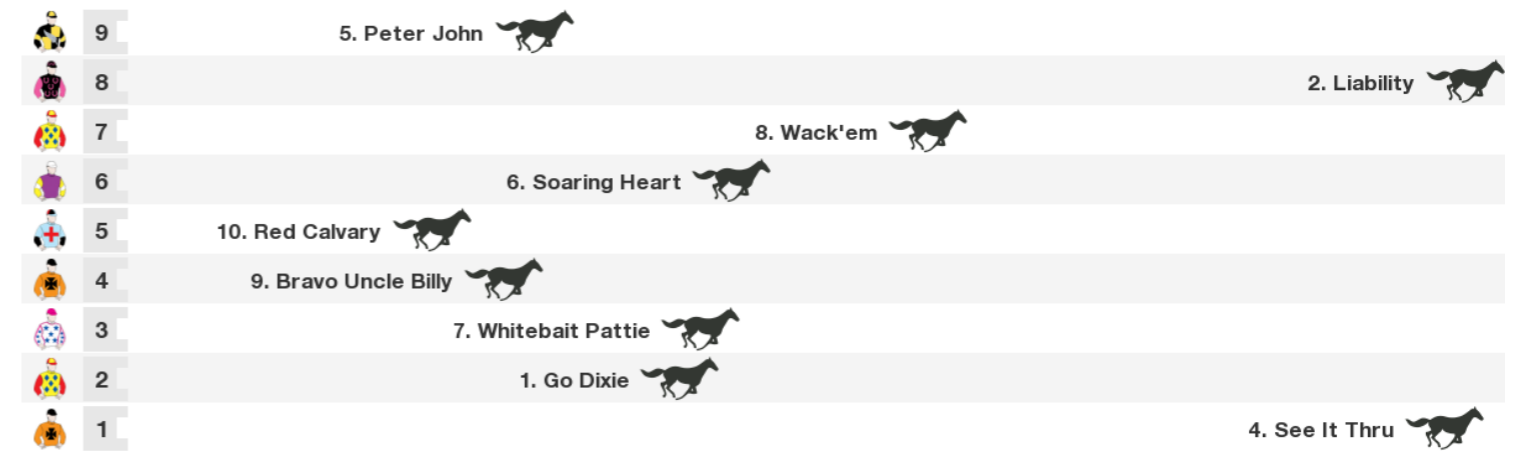 9 5. Peter John
8 2. Liability
7 8. Wack'em
6 6. Soaring Heart
5 10. Red Calvary
4 9. Bravo Uncle Billy
3 7. Whitebait Pattie
2 1. Go Dixie
1 4. See It Thru